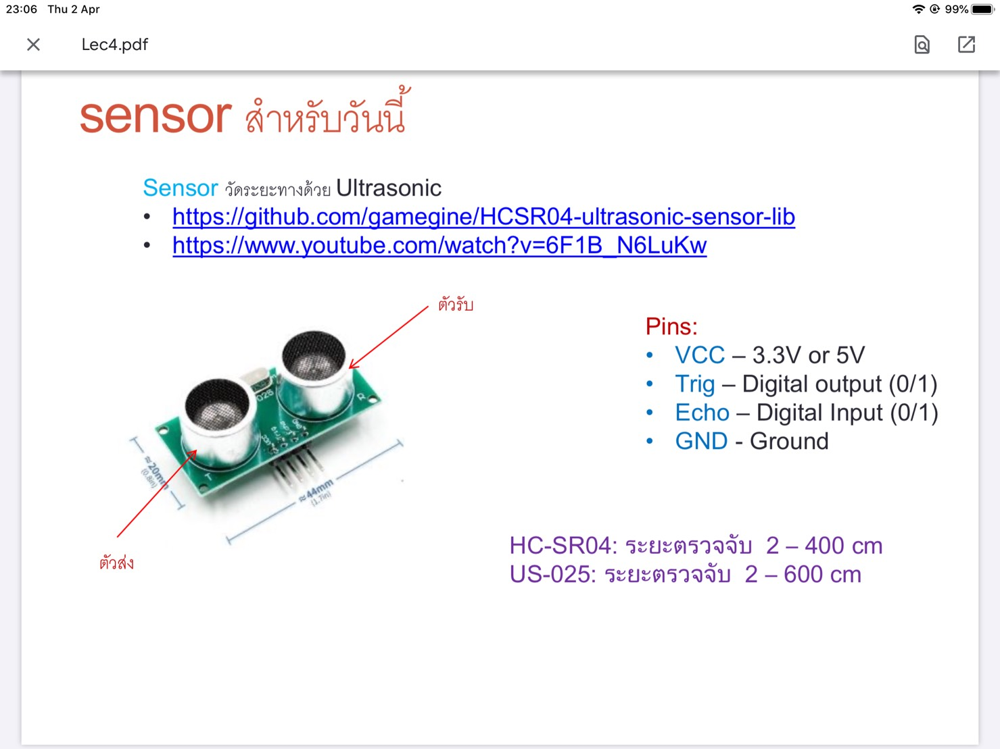 23:06 Thu 2 Apr 99%
Lec4.pdf
sensor สำหรับวันนี้
Sensor วัดระยะทางด้วย Ultrasonic
• https://github.com/gamegine/HCSR04-ultrasonic-sensor-lib
• https://www.youtube.com/watch?v=6F1B_N6LuKw
ตัวรับ
Pins:
• VCC – 3.3V or 5V
• Trig – Digital output (0/1)
• Echo – Digital Input (0/1)
• GND - Ground
R
T
≈20mm
(0.8in)
≈44mm
(1.7in)
ตัวส่ง
HC-SR04: ระยะตรวจจับ 2 – 400 cm
US-025: ระยะตรวจจับ 2 – 600 cm